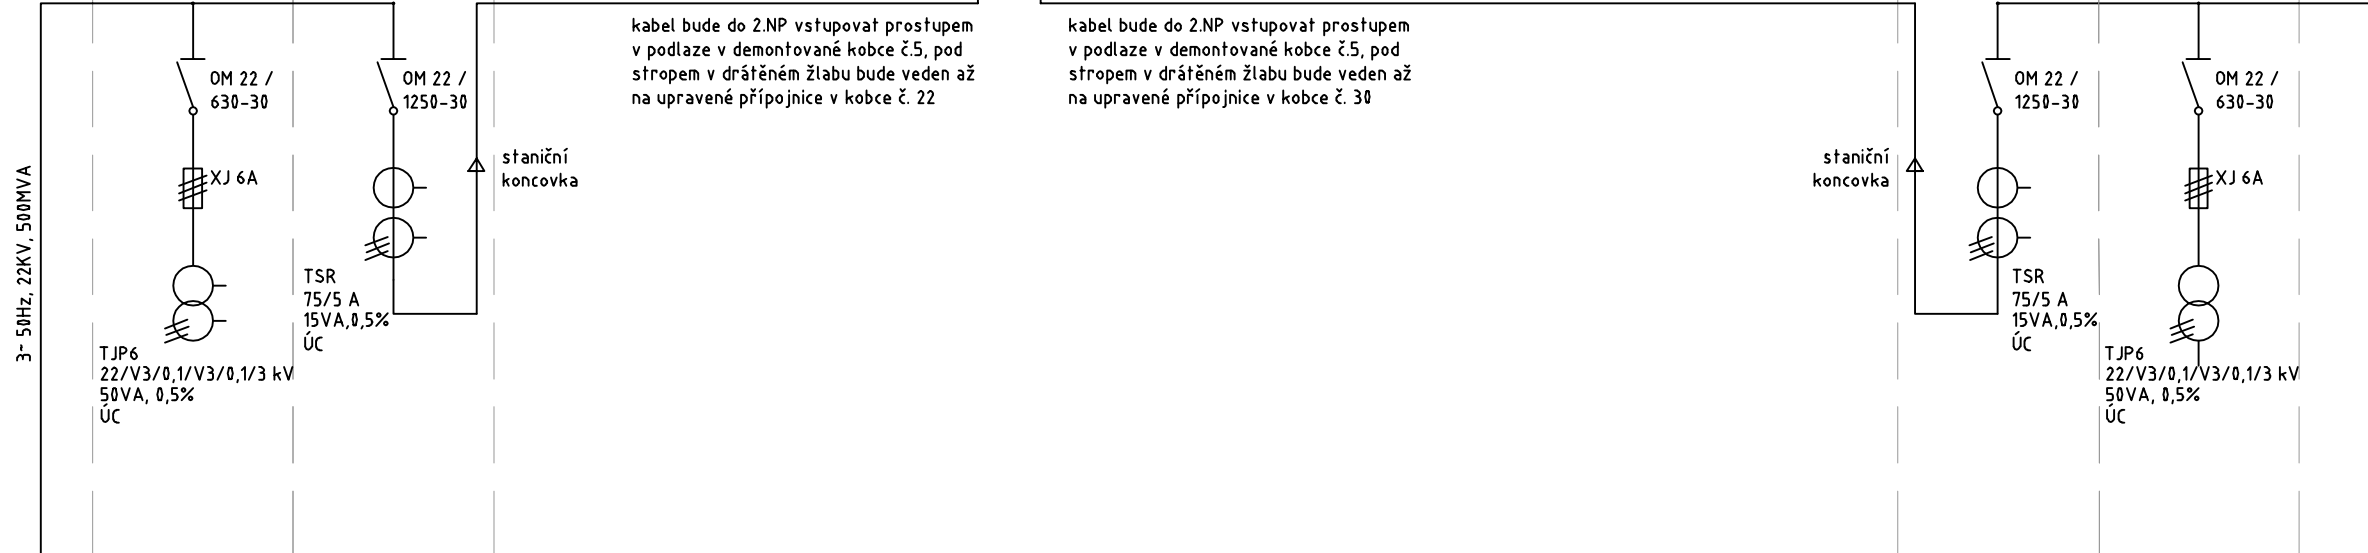 3~ 50Hz, 22KV, 500MVA
OM 22 /
630-30
XJ 6A
TJP6
22/V3/0,1/V3/0,1/3 kV
50VA, 0,5%
ÚC
OM 22 /
1250-30
TSR
75/5 A
15VA,0,5%
ÚC
staniční
koncovka
kabel bude do 2.NP vstupovat prostupem
v podlaze v demontované kobce č.5, pod
stropem v drátěném žlabu bude veden až
na upravené přípojnice v kobce č. 22
kabel bude do 2.NP vstupovat prostupem
v podlaze v demontované kobce č.5, pod
stropem v drátěném žlabu bude veden až
na upravené přípojnice v kobce č. 30
staniční
koncovka
OM 22 /
1250-30
TSR
75/5 A
15VA,0,5%
ÚC
OM 22 /
630-30
XJ 6A
TJP6
22/V3/0,1/V3/0,1/3 kV
50VA, 0,5%
ÚC